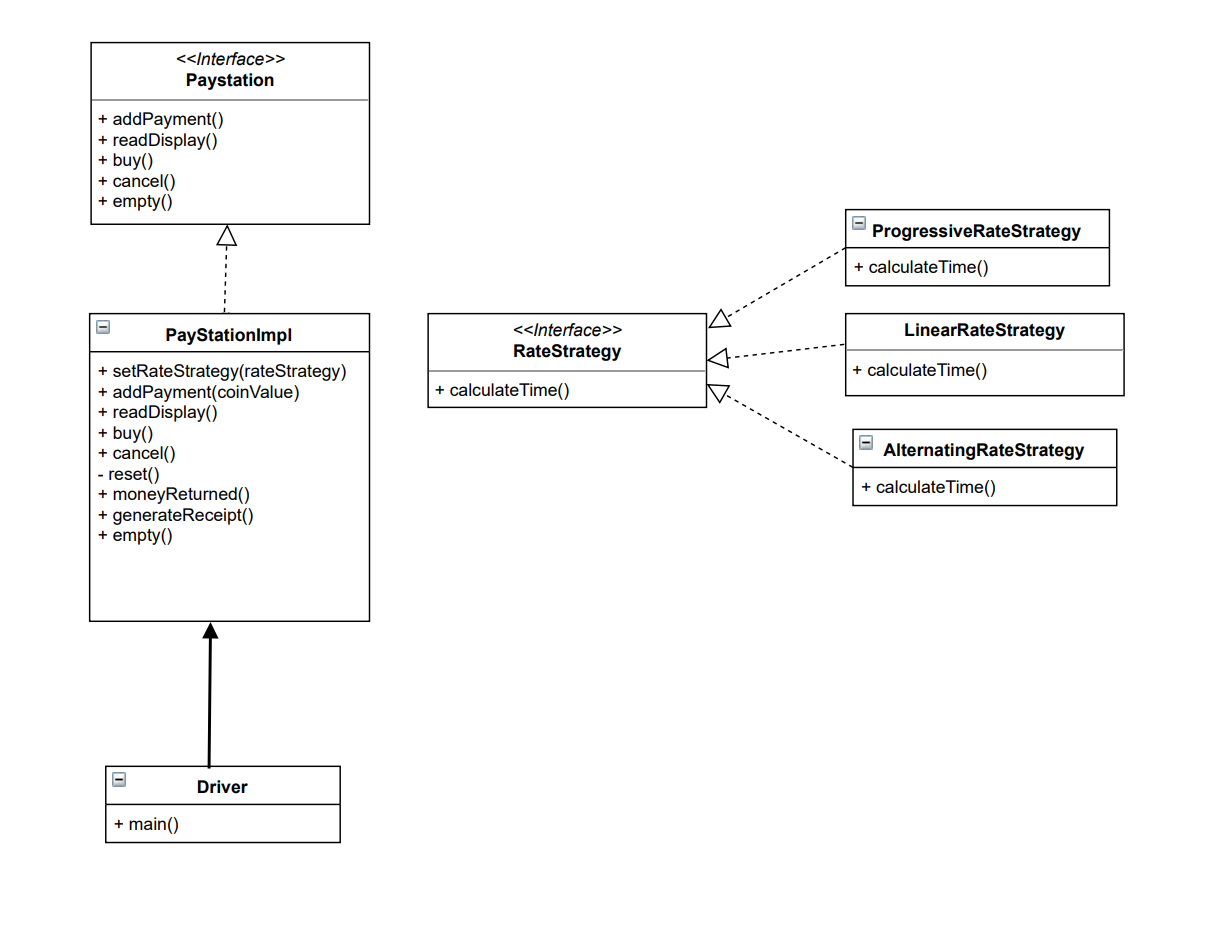 <<Interface>>
Paystation
+ addPayment()
+ readDisplay()
+ buy()
+ cancel()
+ empty()
PayStationImpl
+ setRateStrategy(rateStrategy)
+ addPayment(coinValue)
+ readDisplay()
+ buy()
+ cancel()
- reset()
+ moneyReturned()
+ generateReceipt()
+ empty()
Driver
+ main()
<<Interface>>
RateStrategy
+ calculateTime()
ProgressiveRateStrategy
+ calculateTime()
LinearRateStrategy
+ calculateTime()
AlternatingRateStrategy
+ calculateTime()